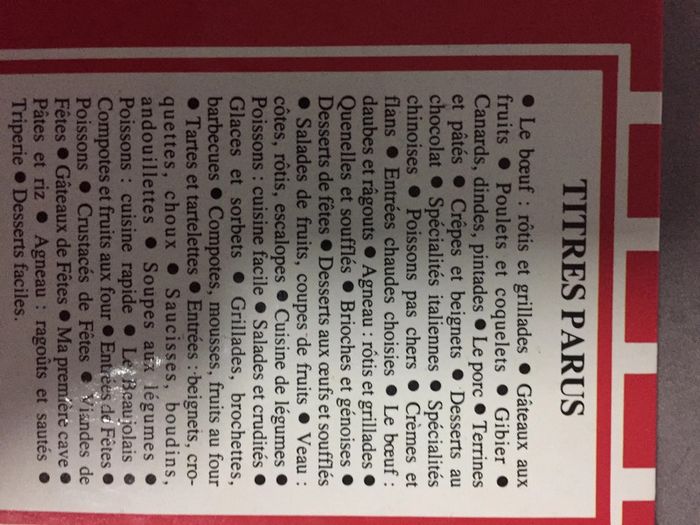 TITRES PARUS
● Le bœuf : rôtis et grillades ● Gâteaux aux
fruits ● Poulets et coquelets ● Gibier ●
Canards, dindes, pintades ● Le porc ● Terrines
et pâtés ● Crêpes et beignets ● Desserts au
chocolat ● Spécialités italiennes ● Spécialités
chinoises ● Poissons pas chers ● Crèmes et
flans ● Entrées chaudes choisies ● Le bœuf :
daubes et ragoûts ● Agneau : rôtis et grillades ●
Quenelles et soufflés ● Brioches et génoises ●
Desserts de fêtes ● Desserts aux œufs et soufflés
● Salades de fruits, coupes de fruits ● Veau :
côtes, rôtis, escalopes ● Cuisine de légumes ●
Poissons : cuisine facile ● Salades et crudités ●
Glaces et sorbets ● Grillades, brochettes,
barbecues ● Compotes, mousses, fruits au four
● Tartes et tartelettes ● Entrées : beignets, cro-
quettes, choux ● Saucisses, boudins,
andouillettes ● Soupes aux légumes ●
Poissons : cuisine rapide ● Le Beaujolais ●
Compotes et fruits aux four ● Entrées de Fêtes ●
Poissons ● Crustacés de Fêtes ● Viandes de
Fêtes ● Gâteaux de Fêtes ● Ma première cave ●
Pâtes et riz ● Agneau : ragoûts et sautés ●
Triperie ● Desserts faciles.